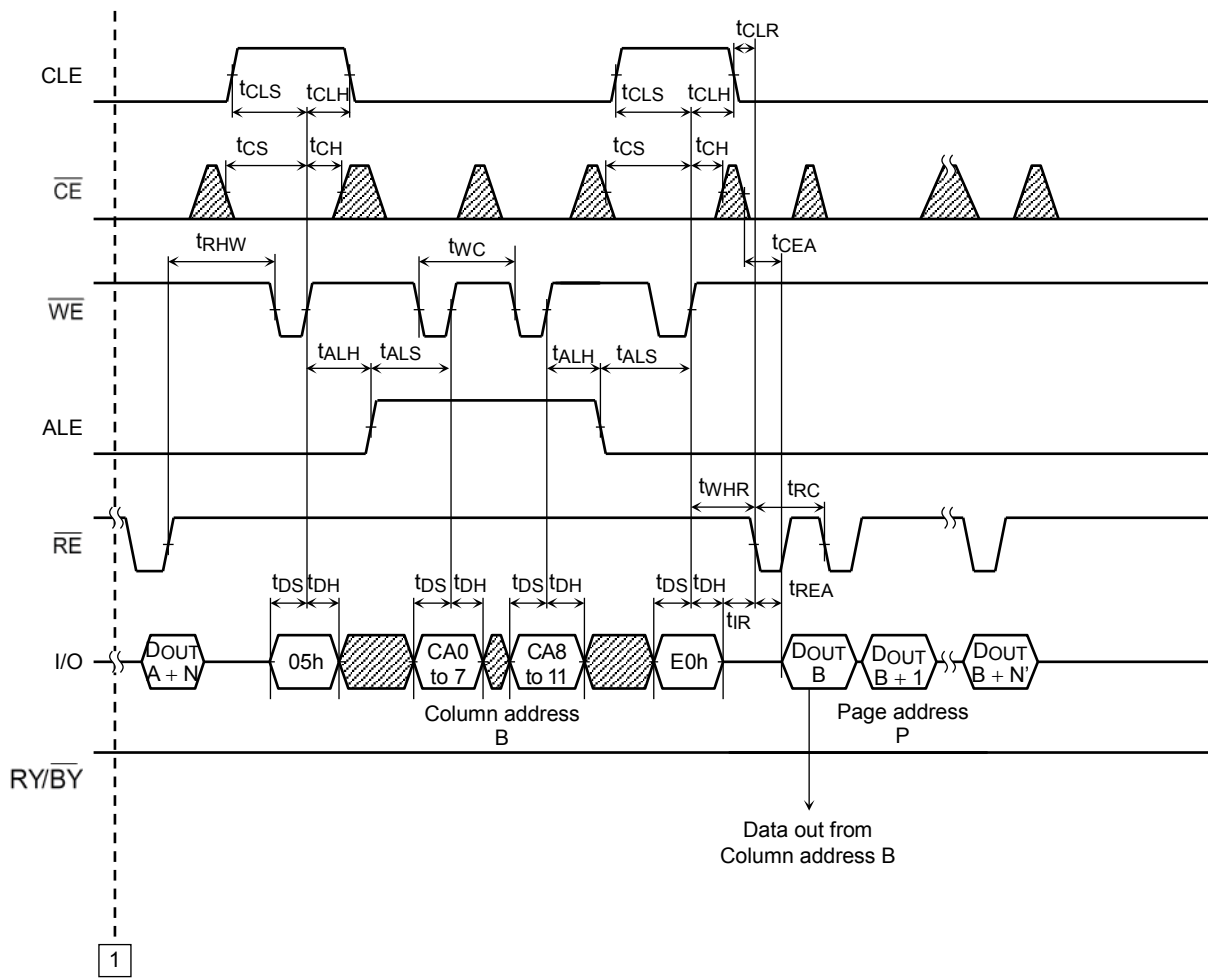 tCLR
CLE
tCLS tCLH tCLS tCLH
tCS tCH tCS tCH
CE
tRHW tWC tCEA
WE
tALH tALS tALH tALS
ALE
tWHR tRC
RE
tDS tDH tDS tDH tDS tDH tDS tDH tREA
tIR
I/O
DOUT
A + N
05h
CA0
to 7
CA8
to 11
E0h
DOUT
B
DOUT
B + 1
DOUT
B + N’
Column address
B
Page address
P
RY/BY
Data out from
Column address B
1